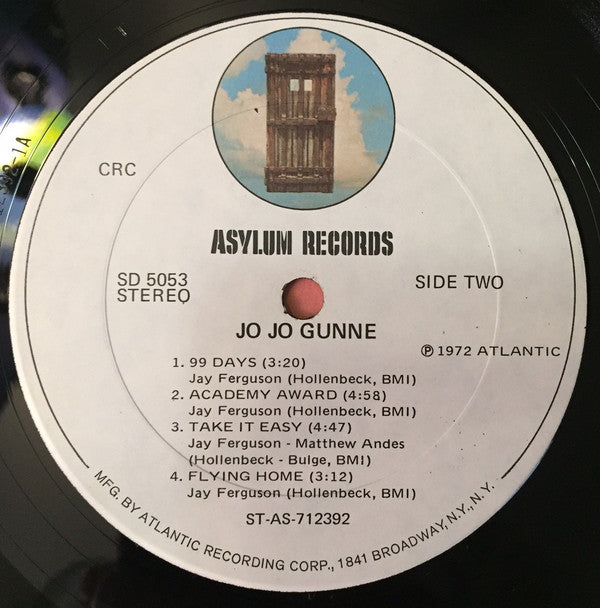 CRC
ASYLUM RECORDS
SD 5053
STEREO
SIDE TWO
JO JO GUNNE
℗ 1972 ATLANTIC
1. 99 DAYS (3:20)
Jay Ferguson (Hollenbeck, BMI)
2. ACADEMY AWARD (4:58)
Jay Ferguson (Hollenbeck, BMI)
3. TAKE IT EASY (4:47)
Jay Ferguson - Matthew Andes
(Hollenbeck - Bulge, BMI)
4. FLYING HOME (3:12)
Jay Ferguson (Hollenbeck, BMI)
ST-AS-712392
MFG. BY ATLANTIC RECORDING CORP., 1841 BROADWAY, N.Y., N.Y.